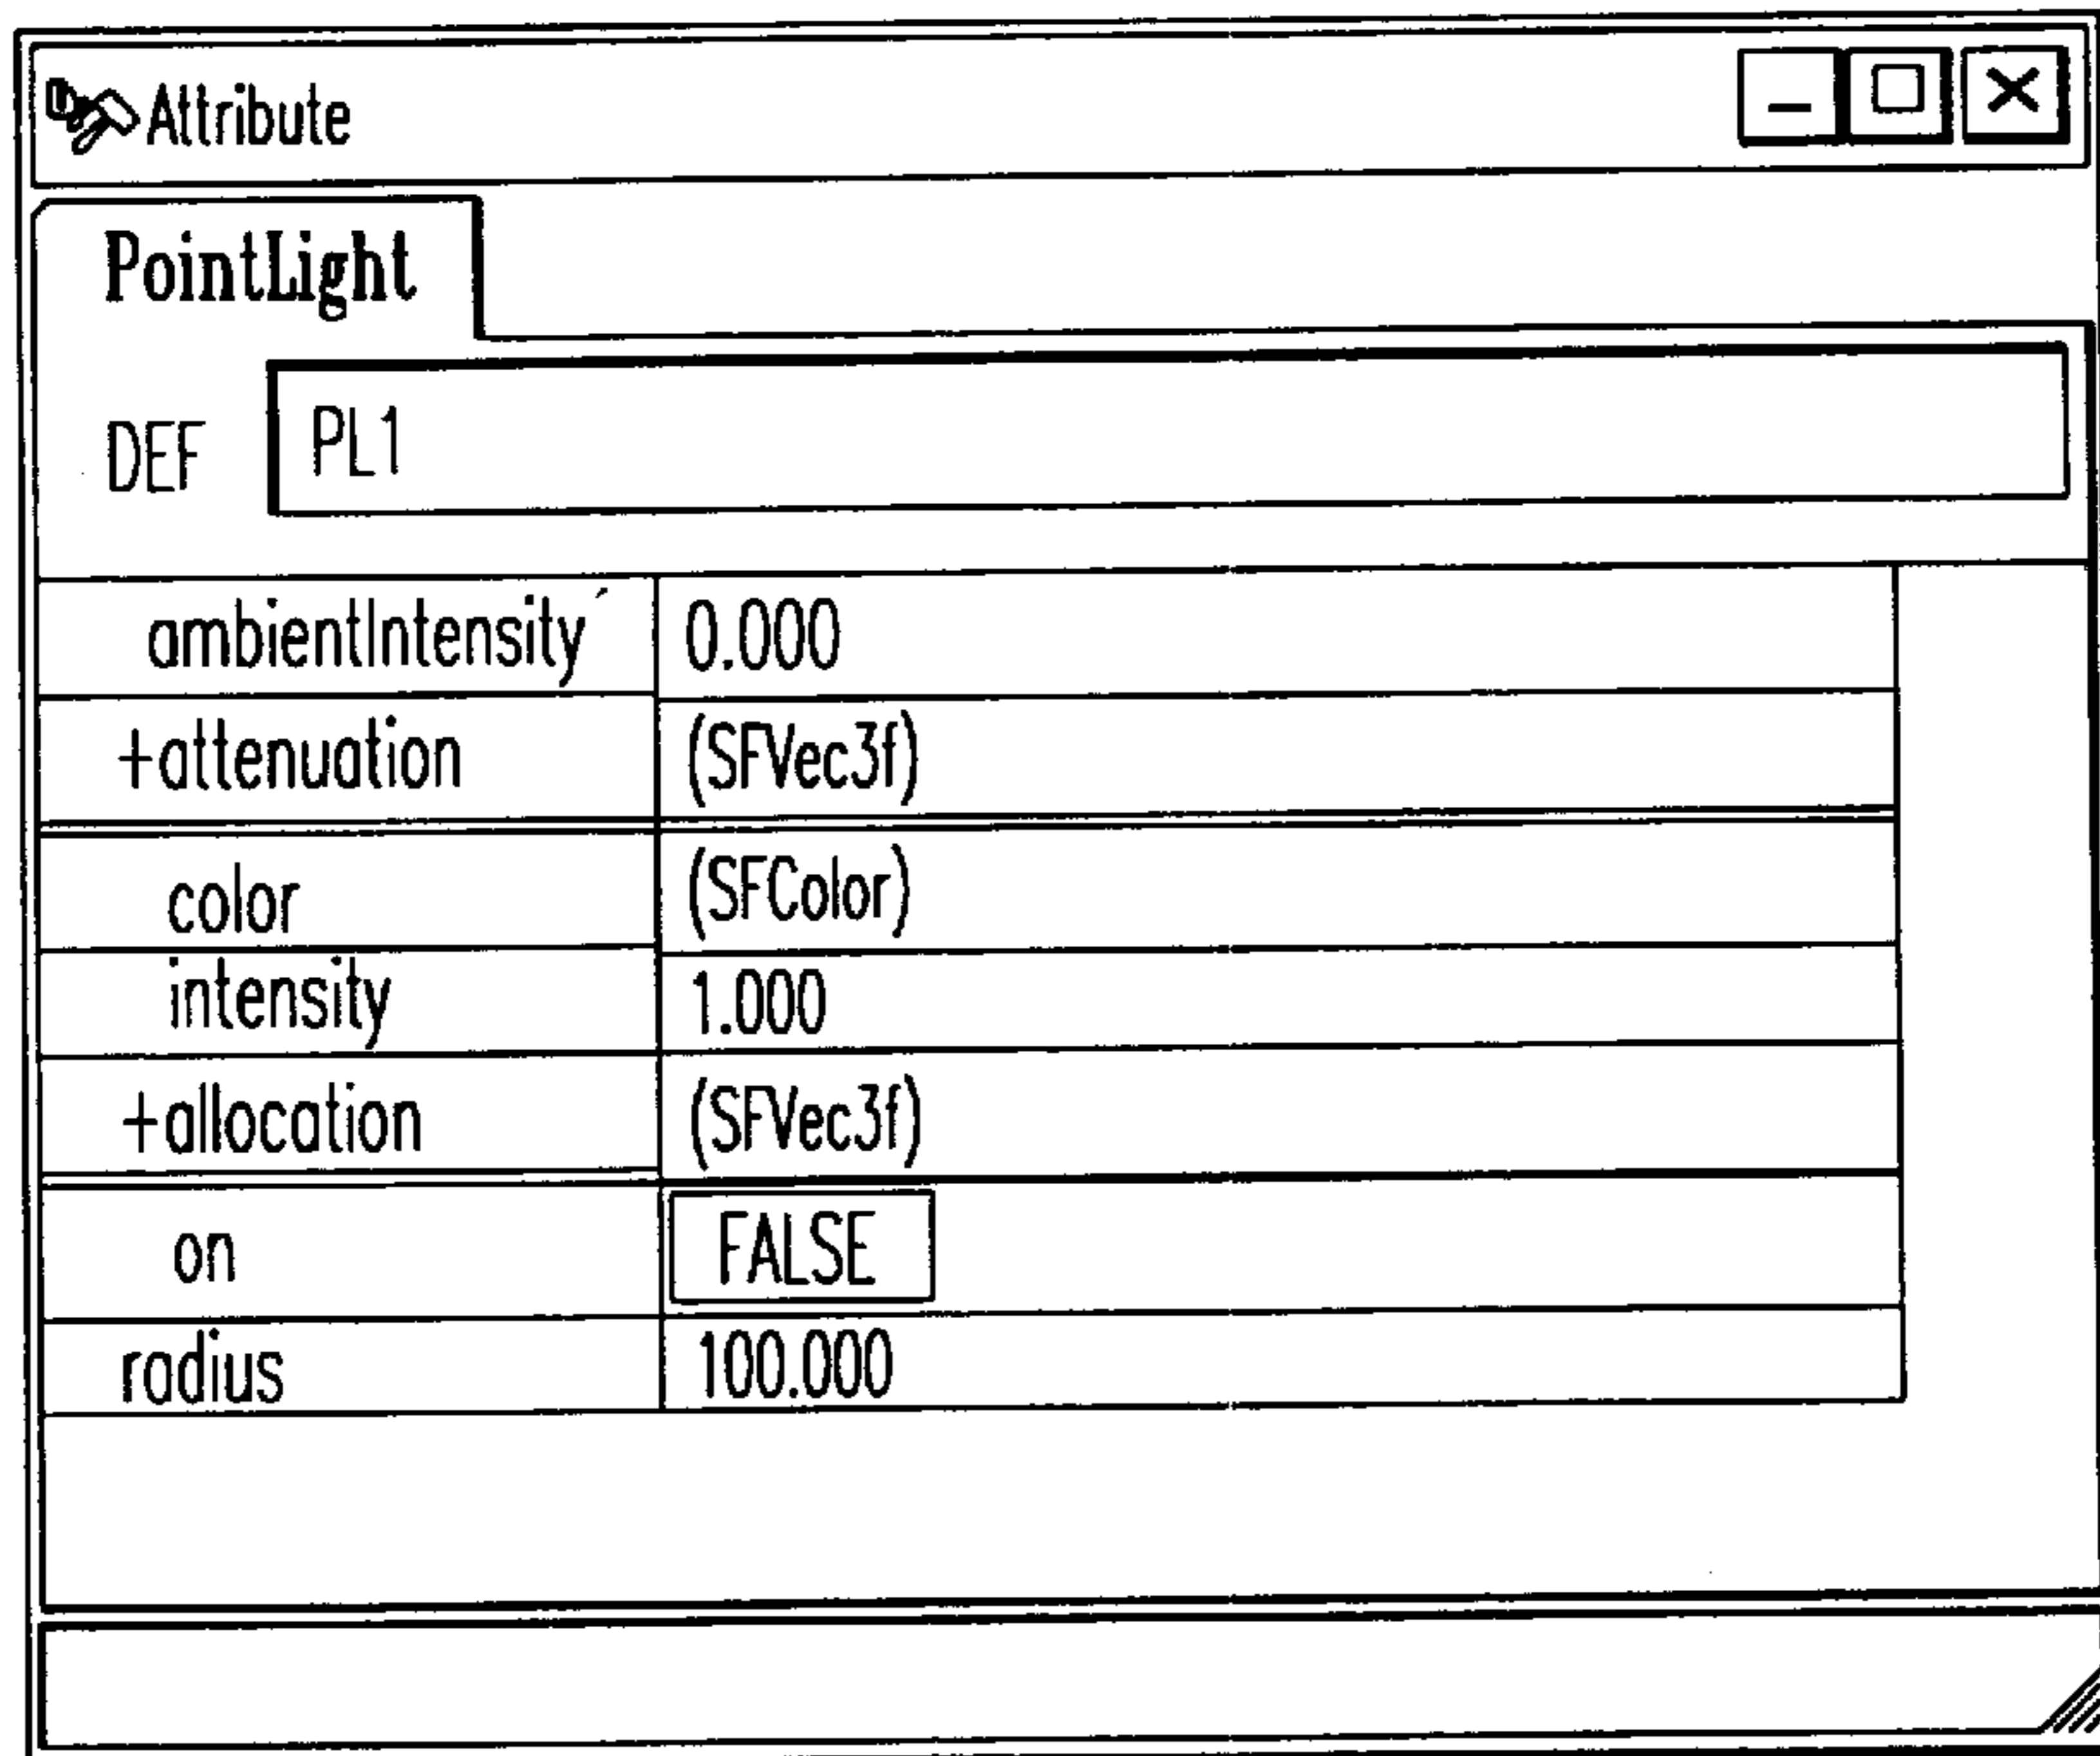 Attribute
PointLight
DEF PL1
ambientIntensity 0.000
+attenuation (SFVec3f)
color (SFColor)
intensity 1.000
+allocation (SFVec3f)
on FALSE
radius 100.000